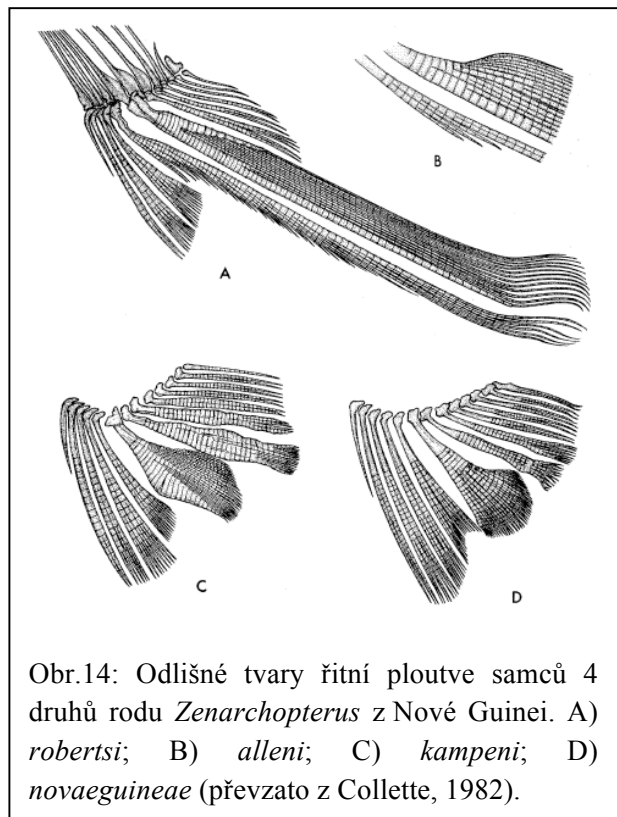 B
A
C
D
Obr.14: Odlišné tvary řitní ploutve samců 4
druhů rodu Zenarchopterus z Nové Guinei. A)
robertsi; B) alleni; C) kampeni; D)
novaeguineae (převzato z Collette, 1982).